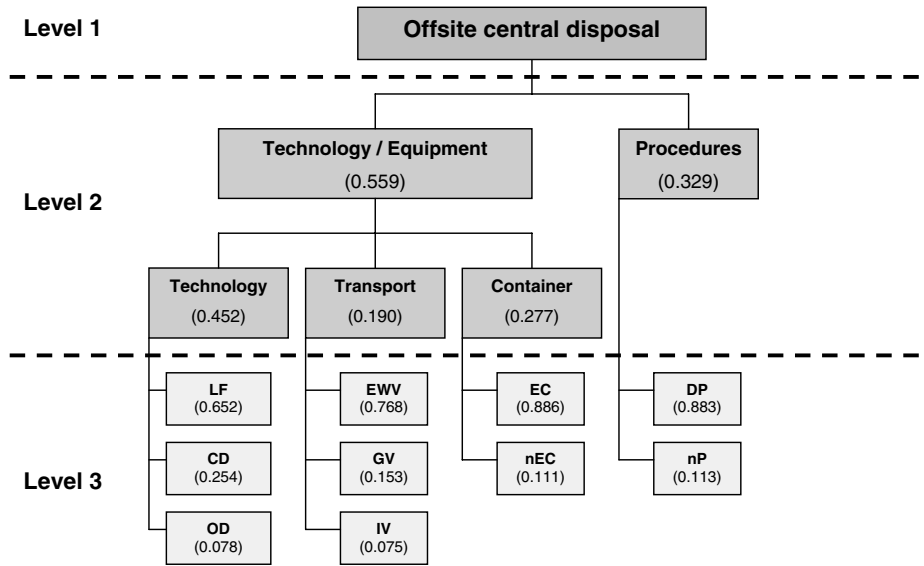 Level 1
Offsite central disposal
Level 2
Technology / Equipment
(0.559)
Procedures
(0.329)
Technology
(0.452)
Transport
(0.190)
Container
(0.277)
Level 3
LF
(0.652)
EWV
(0.768)
EC
(0.886)
DP
(0.883)
CD
(0.254)
GV
(0.153)
nEC
(0.111)
nP
(0.113)
OD
(0.078)
IV
(0.075)